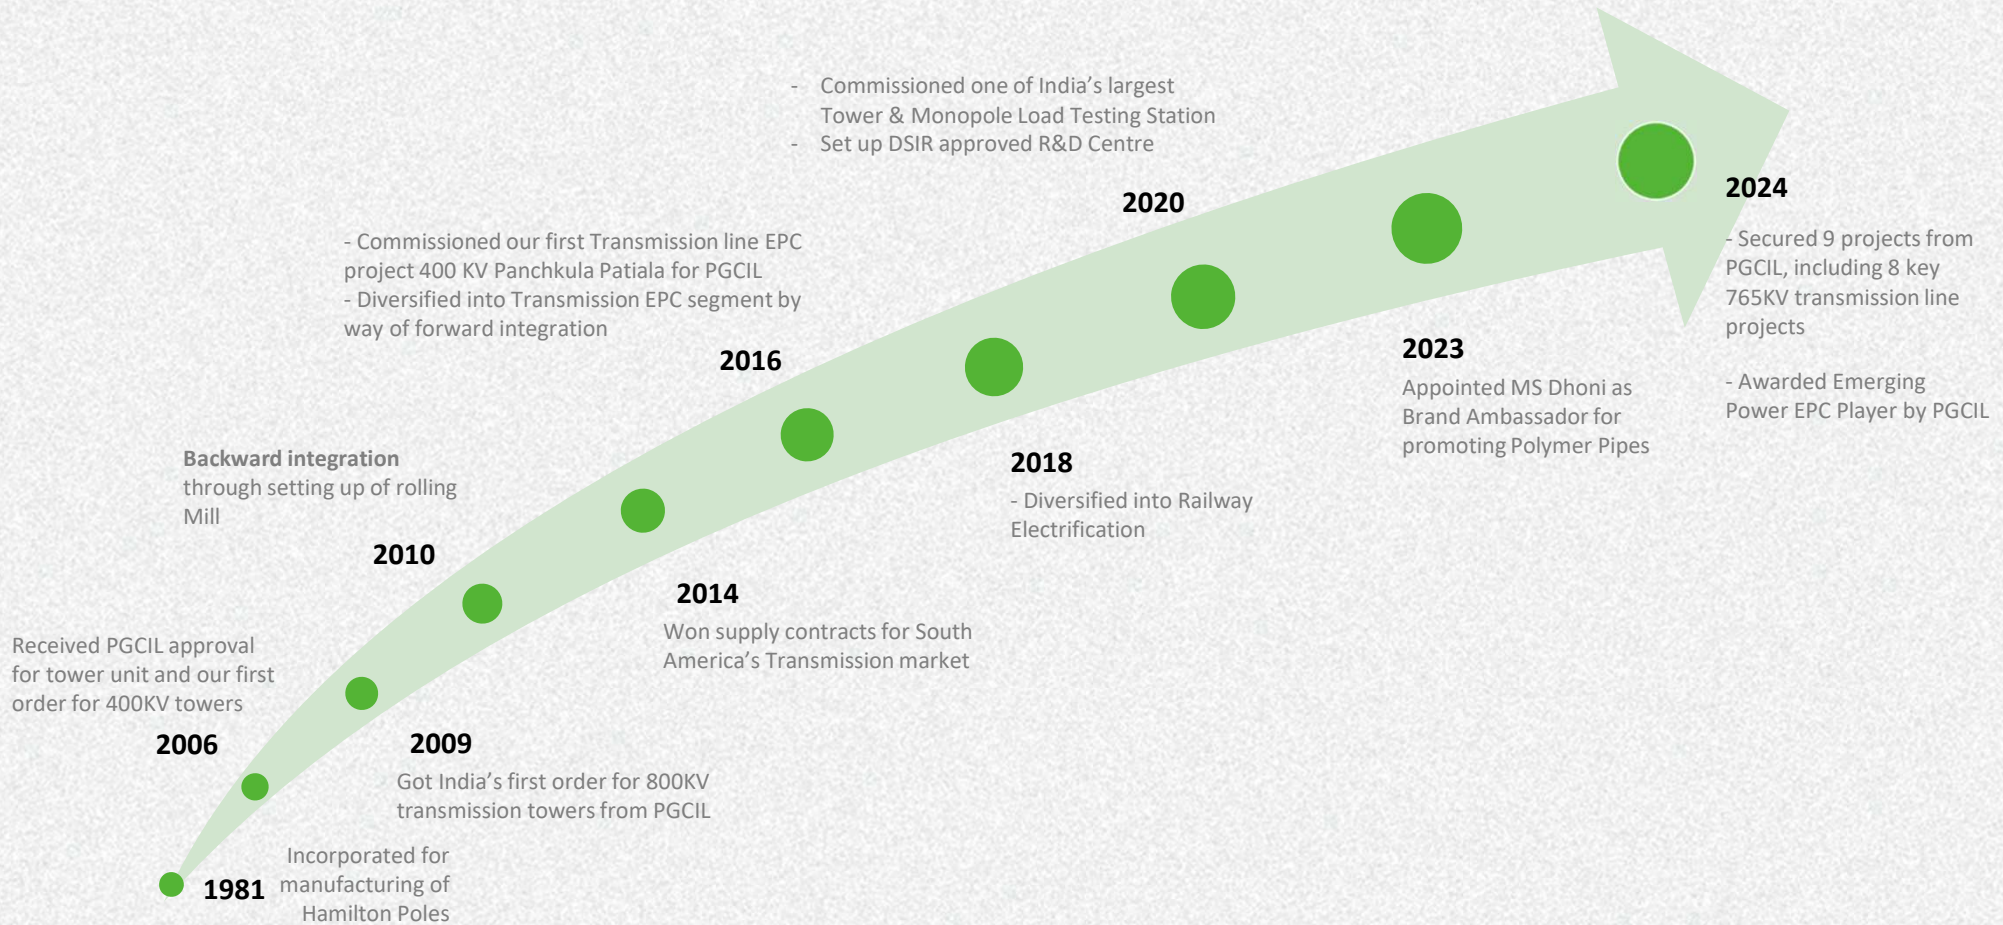 - Commissioned one of India’s largest
Tower & Monopole Load Testing Station
- Set up DSIR approved R&D Centre
2020
2024
- Secured 9 projects from
PGCIL, including 8 key
765KV transmission line
projects
- Awarded Emerging
Power EPC Player by PGCIL
- Commissioned our first Transmission line EPC
project 400 KV Panchkula Patiala for PGCIL
- Diversified into Transmission EPC segment by
way of forward integration
2016
2023
Appointed MS Dhoni as
Brand Ambassador for
promoting Polymer Pipes
Backward integration
through setting up of rolling
Mill
2010
2018
- Diversified into Railway
Electrification
2014
Won supply contracts for South
America’s Transmission market
Received PGCIL approval
for tower unit and our first
order for 400KV towers
2006
2009
Got India’s first order for 800KV
transmission towers from PGCIL
1981
Incorporated for
manufacturing of
Hamilton Poles